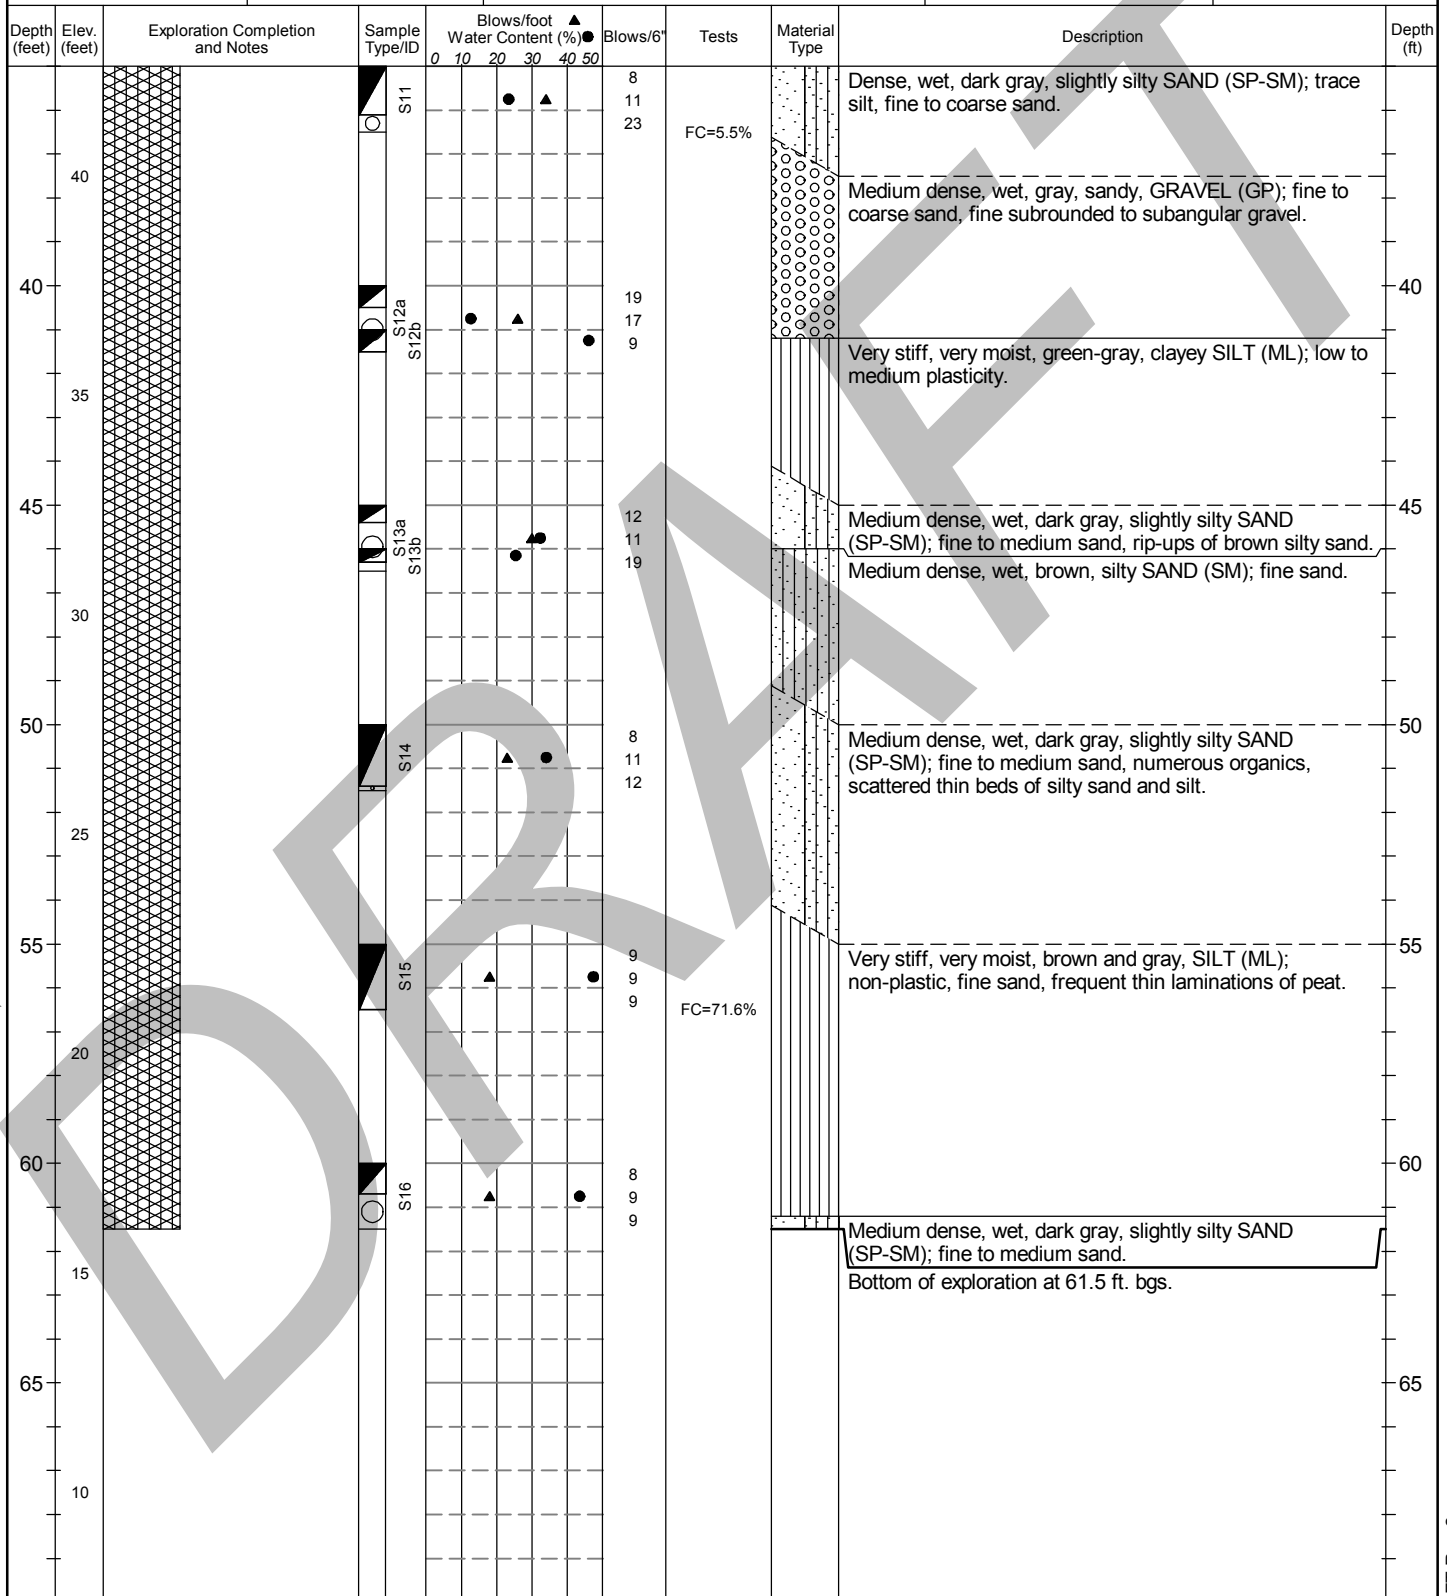 Depth
(feet)
Elev.
(feet)
Exploration Completion
and Notes
Sample
Type/ID
Blows/foot ▲
Water Content (%) ●
0 10 20 30 40 50
Blows/6"
Tests
Material
Type
Description
Depth
(ft)
S11
8
11
23
FC=5.5%
Dense, wet, dark gray, slightly silty SAND (SP-SM); trace
silt, fine to coarse sand.
40
Medium dense, wet, gray, sandy, GRAVEL (GP); fine to
coarse sand, fine subrounded to subangular gravel.
40
S12a
S12b
19
17
9
40
Very stiff, very moist, green-gray, clayey SILT (ML); low to
medium plasticity.
35
45
S13a
S13b
12
11
19
45
Medium dense, wet, dark gray, slightly silty SAND
(SP-SM); fine to medium sand, rip-ups of brown silty sand.
Medium dense, wet, brown, silty SAND (SM); fine sand.
30
50
S14
8
11
12
50
Medium dense, wet, dark gray, slightly silty SAND
(SP-SM); fine to medium sand, numerous organics,
scattered thin beds of silty sand and silt.
25
55
S15
9
9
9
FC=71.6%
55
Very stiff, very moist, brown and gray, SILT (ML);
non-plastic, fine sand, frequent thin laminations of peat.
20
60
S16
8
9
9
60
Medium dense, wet, dark gray, slightly silty SAND
(SP-SM); fine to medium sand.
15
Bottom of exploration at 61.5 ft. bgs.
65
65
10
DRAFT